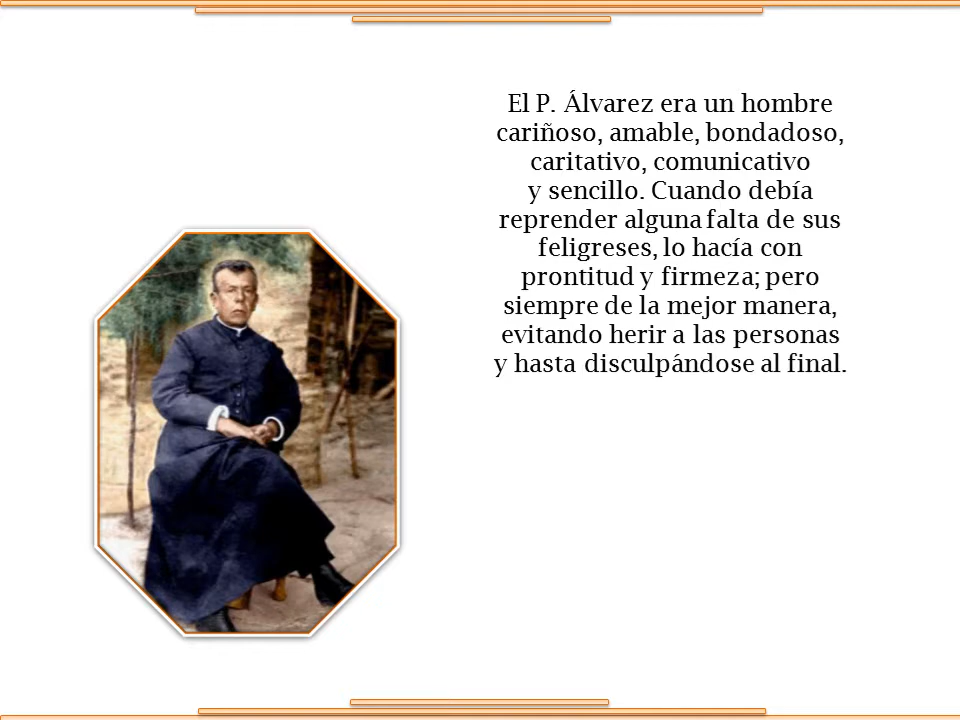 El P. Álvarez era un hombre
cariñoso, amable, bondadoso,
caritativo, comunicativo
y sencillo. Cuando debía
reprender alguna falta de sus
feligreses, lo hacía con
prontitud y firmeza; pero
siempre de la mejor manera,
evitando herir a las personas
y hasta disculpándose al final.